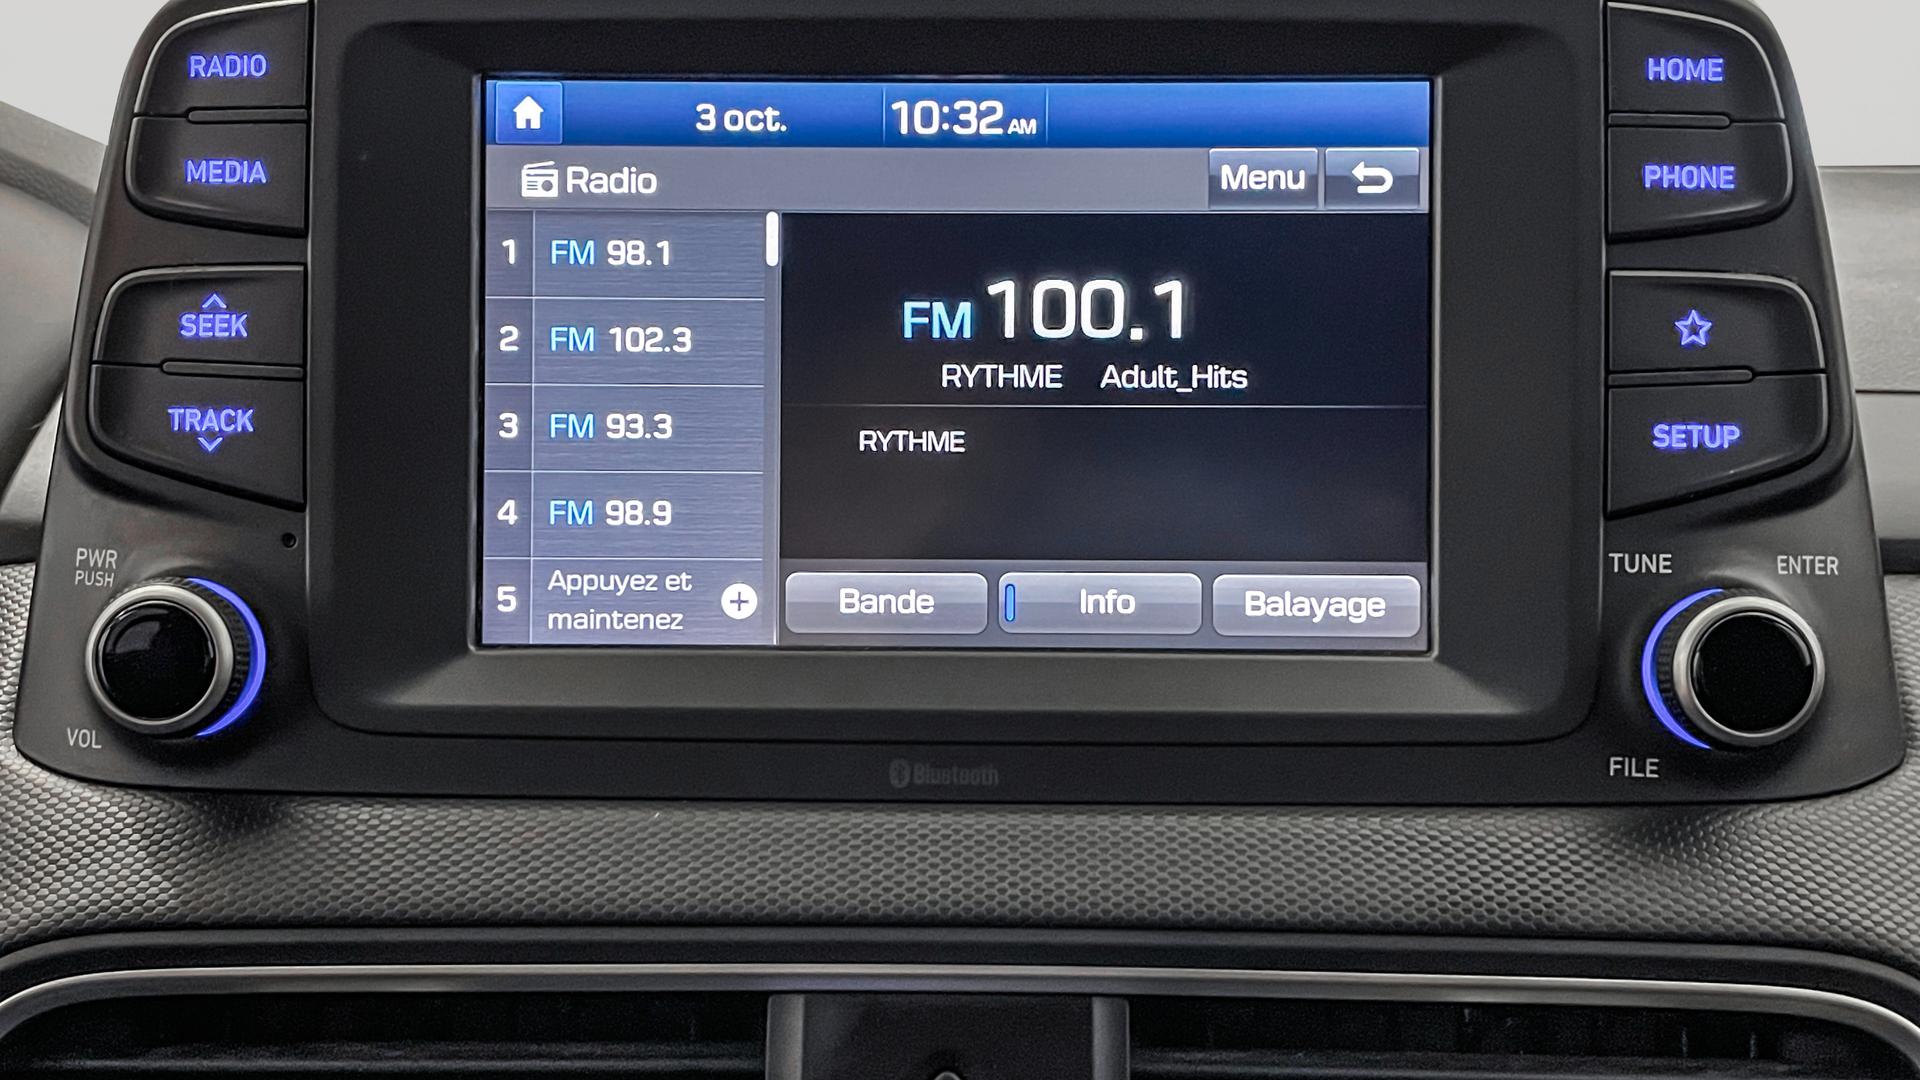 RADIO
MEDIA
SEEK
TRACK
PWR
PUSH
VOL
3 oct.
10:32 AM
Radio
Menu
1 FM 98.1
2 FM 102.3
3 FM 93.3
4 FM 98.9
5 Appuyez et
maintenez
FM 100.1
RYTHME Adult_Hits
RYTHME
Bande
Info
Balayage
Bluetooth
HOME
PHONE
SETUP
TUNE
ENTER
FILE